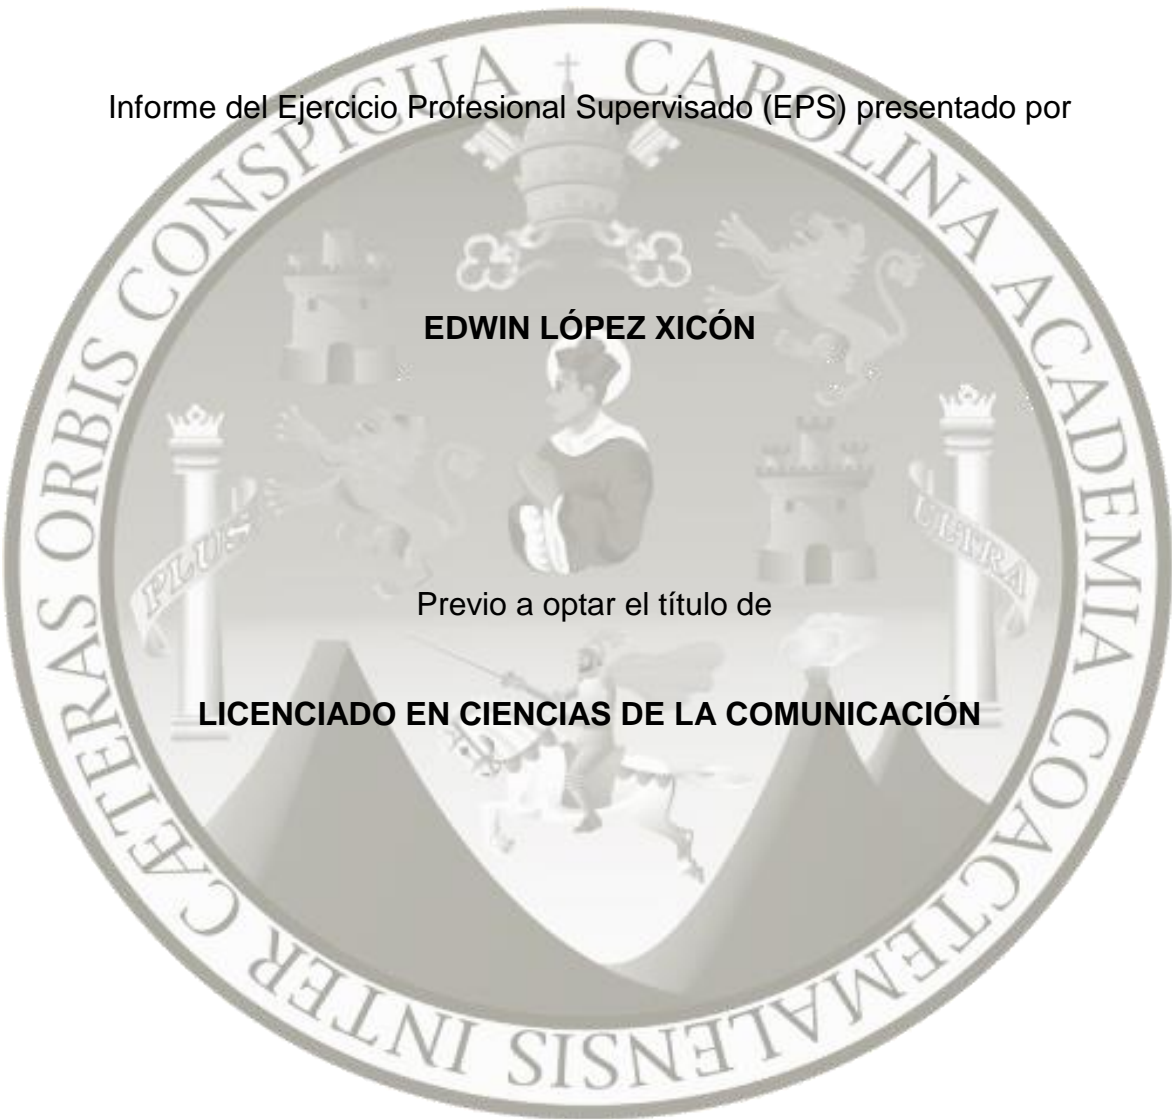 Informe del Ejercicio Profesional Supervisado (EPS) presentado por
EDWIN LÓPEZ XICÓN
Previo a optar el título de
LICENCIADO EN CIENCIAS DE LA COMUNICACIÓN
CAROLINA ACADEMIA COACTEMALENSIS INTER CÆTERAS ORBIS CONSPICUA
PLUS
ULTRA